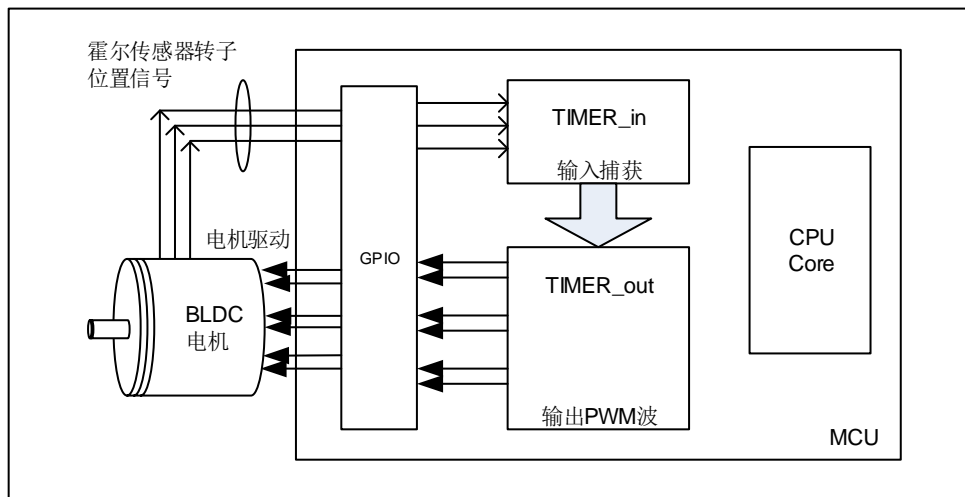 霍尔传感器转子
位置信号
TIMER_in
输入捕获
电机驱动
GPIO
CPU
Core
TIMER_out
BLDC
电机
输出PWM波
MCU